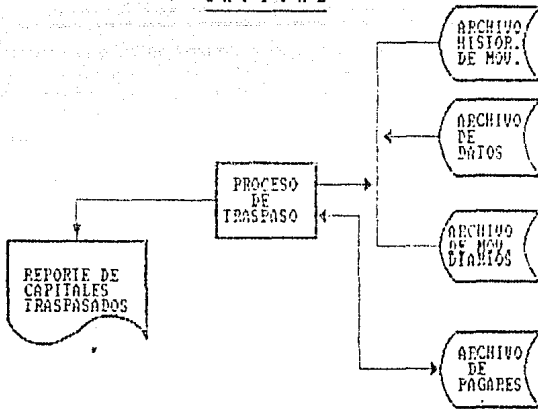 ARCHIVO
HISTOR.
DE MOV.
ARCHIVO
DE
DATOS
PROCESO
DE
TRASPASO
ARCHIVO
DE MOV.
DIARIOS
REPORTE DE
CAPITALES
TRASPASADOS
ARCHIVO
DE
PAGARES